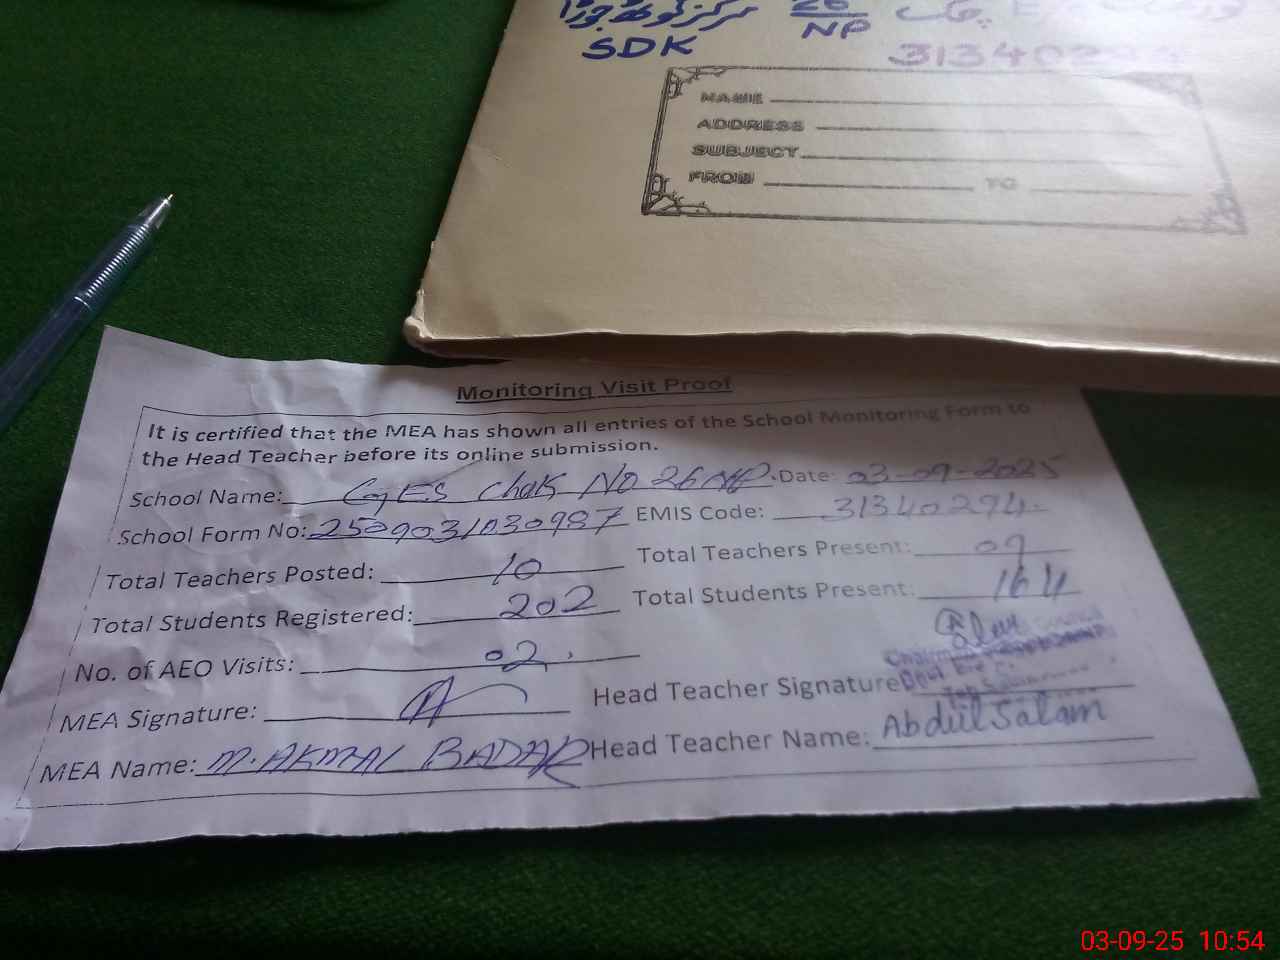 26
NP
SDK
31340294
NAME
ADDRESS
SUBJECT
FROM TO
Monitoring Visit Proof
It is certified that the MEA has shown all entries of the School Monitoring Form to
the Head Teacher before its online submission.
School Name: GES Chak No 26 NP. Date: 03-09-2025
School Form No: 2509031030987 EMIS Code: 31340294.
Total Teachers Posted: 10 Total Teachers Present: 09
Total Students Registered: 202 Total Students Present: 164
No. of AEO Visits: 02.
MEA Signature: Head Teacher Signature
MEA Name: M. AKMAL BADAR Head Teacher Name: Abdul Salam
03-09-25 10:54